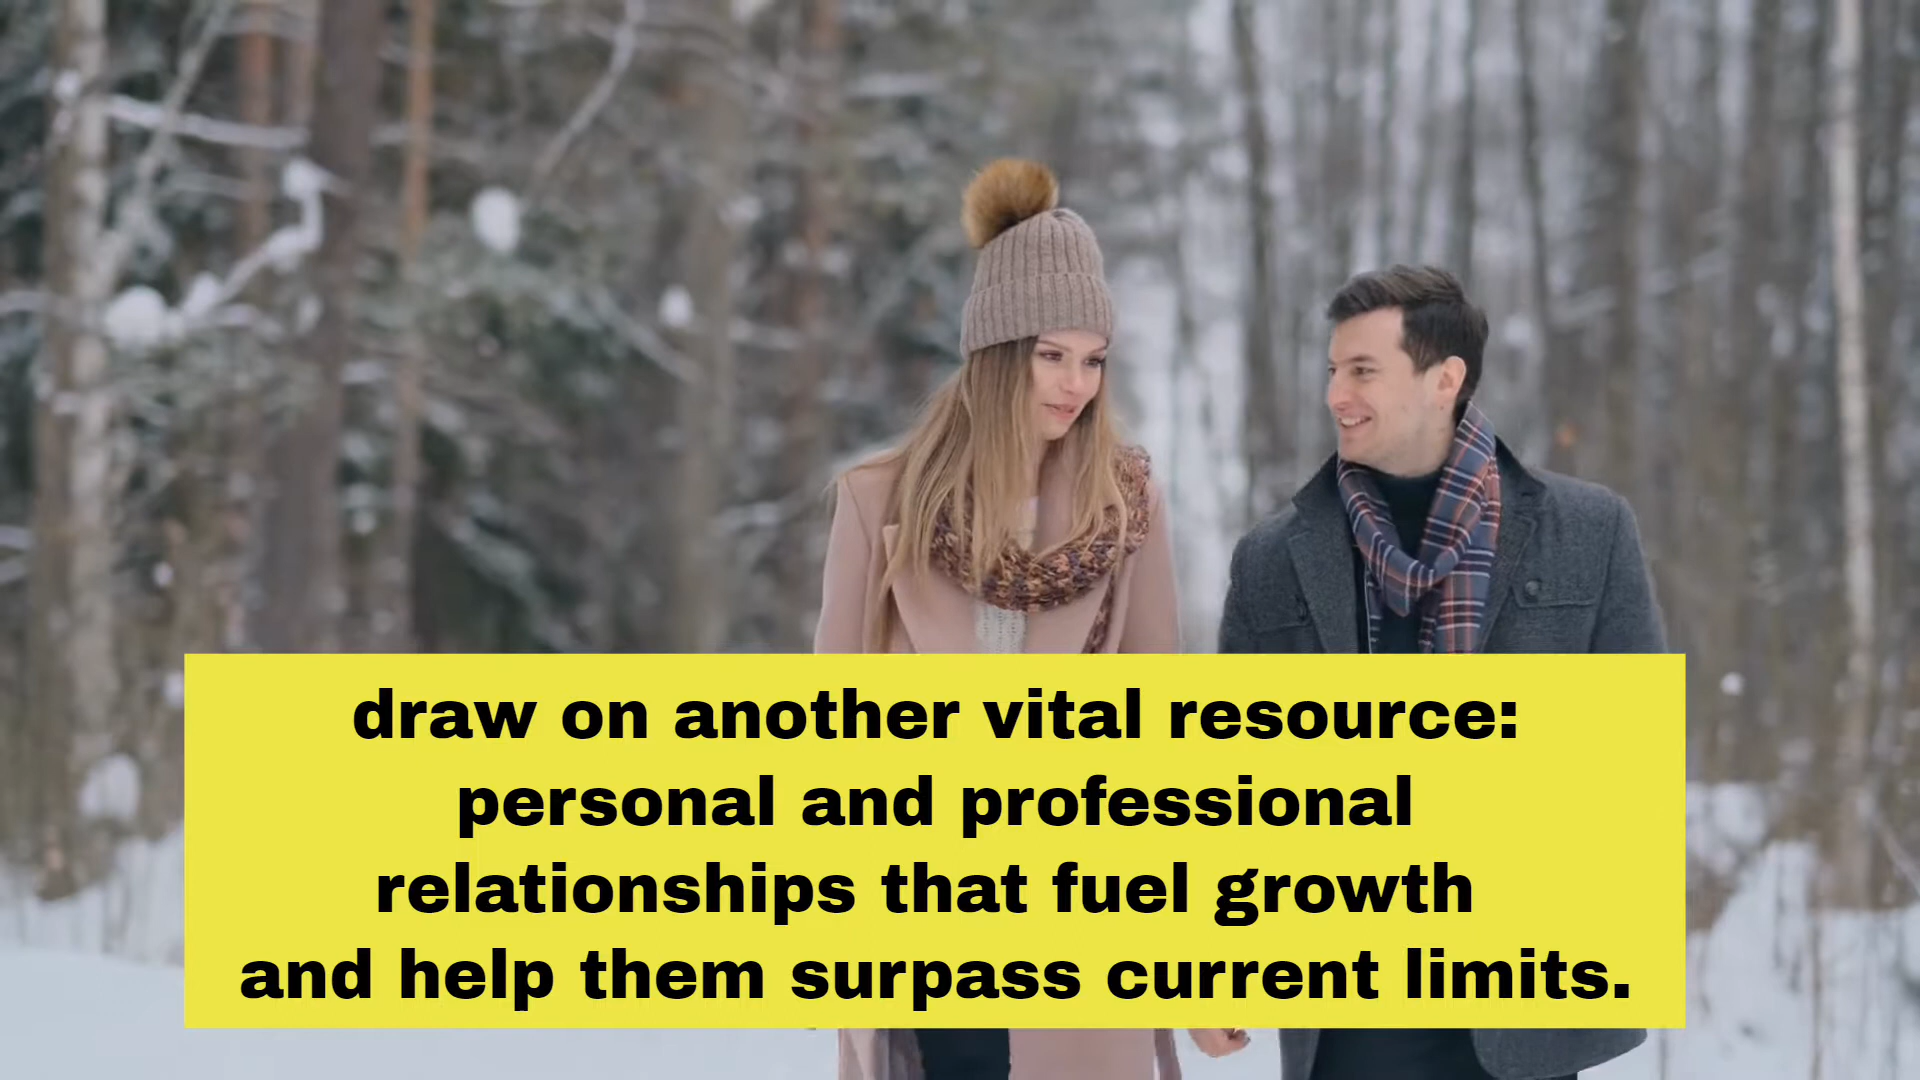 draw on another vital resource:
personal and professional
relationships that fuel growth
and help them surpass current limits.